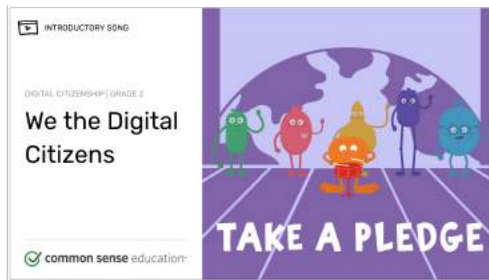 INTRODUCTORY SONG
DIGITAL CITIZENSHIP | GRADE 2
We the Digital
Citizens
common sense education®
TAKE A PLEDGE